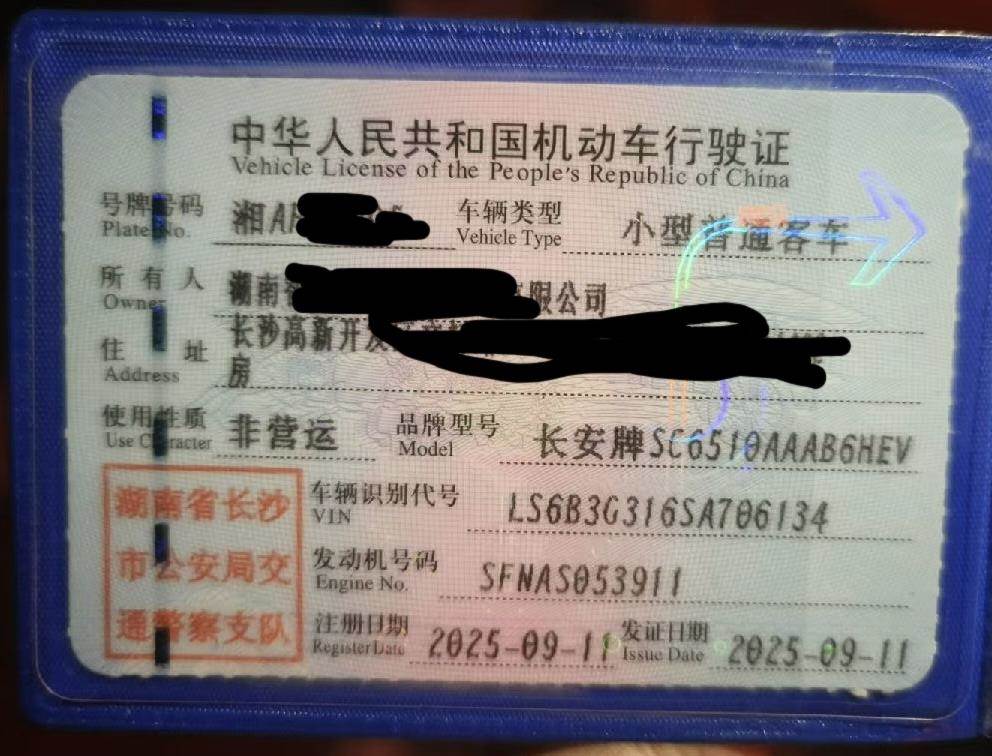 中华人民共和国机动车行驶证
Vehicle License of the People's Republic of China
号牌号码 湘A 车辆类型 小型普通客车
Plate No. Vehicle Type
所有人 湖南 有限公司
Owner
住址 长沙高新开发区
Address 房
使用性质 非营运 品牌型号 长安牌SC6510AAAB6HEV
Use Character Model
湖南省长沙
市公安局交
通警察支队
车辆识别代号 LS6B3G316SA706134
VIN
发动机号码 SFNAS053911
Engine No.
注册日期 2025-09-11 发证日期 2025-09-11
Register Date Issue Date